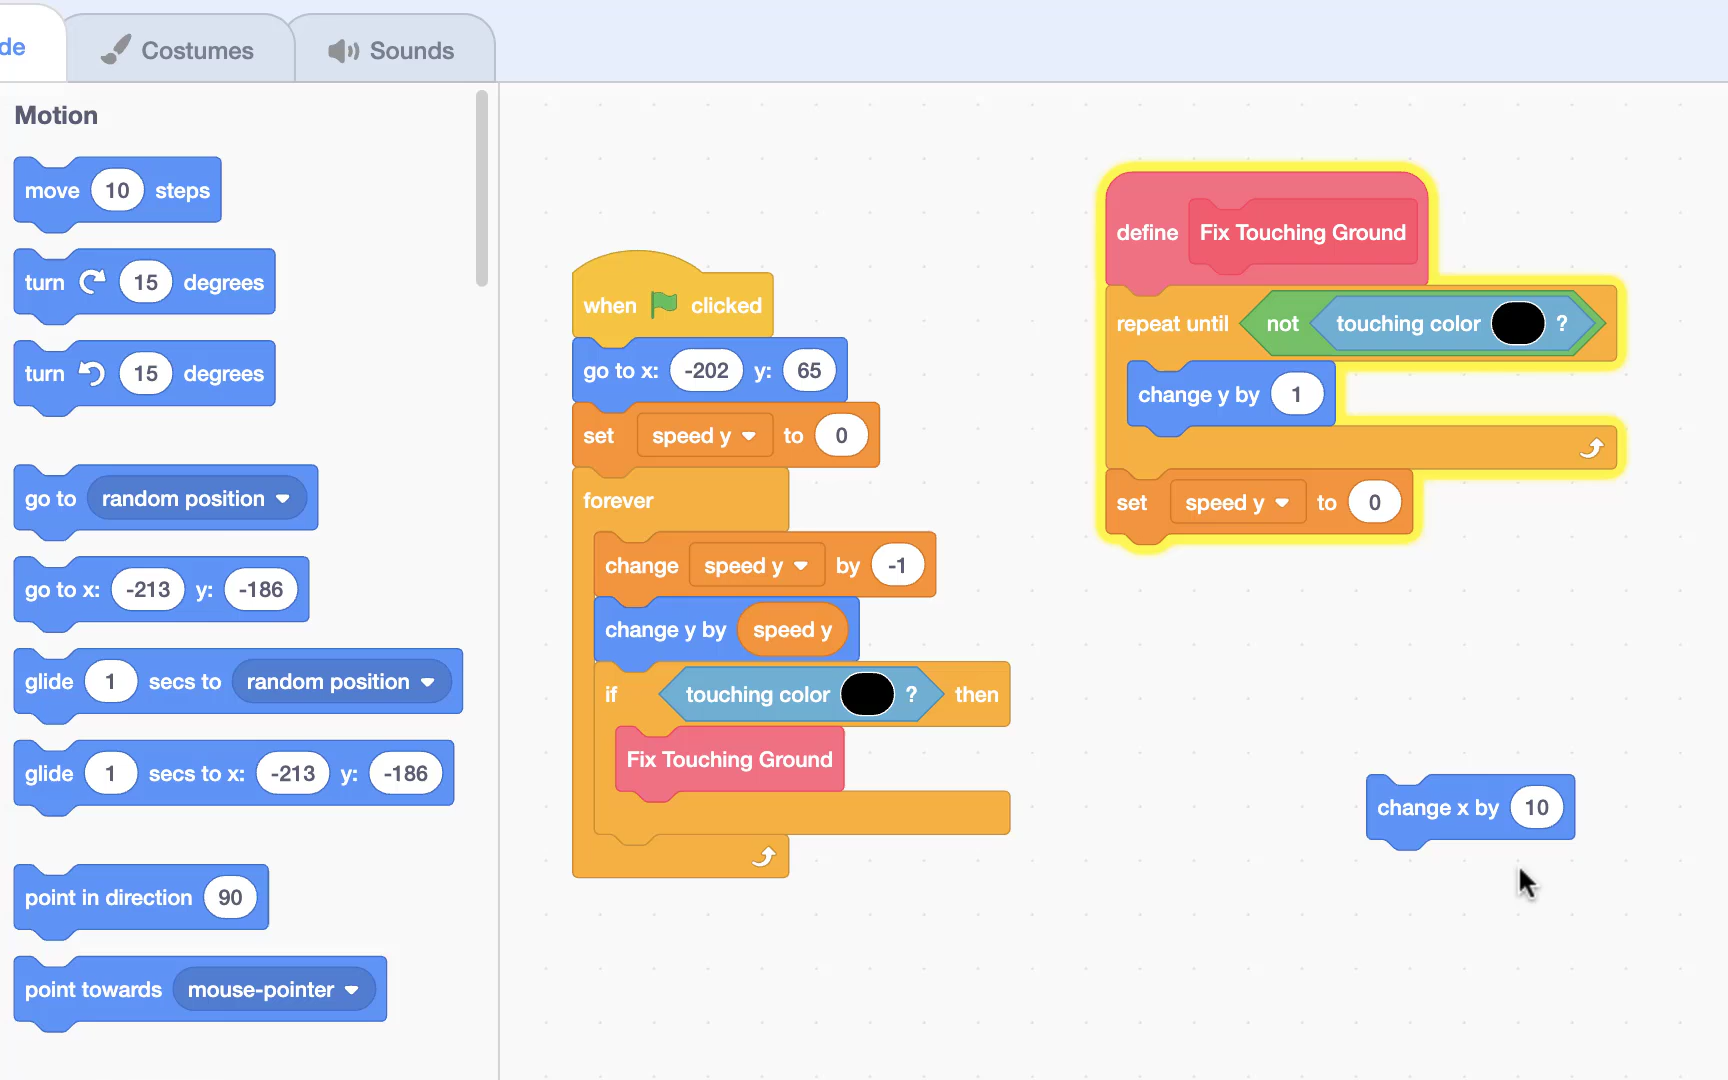 de
Costumes
Sounds
Motion
move 10 steps
turn 15 degrees
turn 15 degrees
go to random position
go to x: -213 y: -186
glide 1 secs to random position
glide 1 secs to x: -213 y: -186
point in direction 90
point towards mouse-pointer
when clicked
go to x: -202 y: 65
set speed y to 0
forever
change speed y by -1
change y by speed y
if touching color ? then
Fix Touching Ground
define Fix Touching Ground
repeat until not touching color ?
change y by 1
set speed y to 0
change x by 10